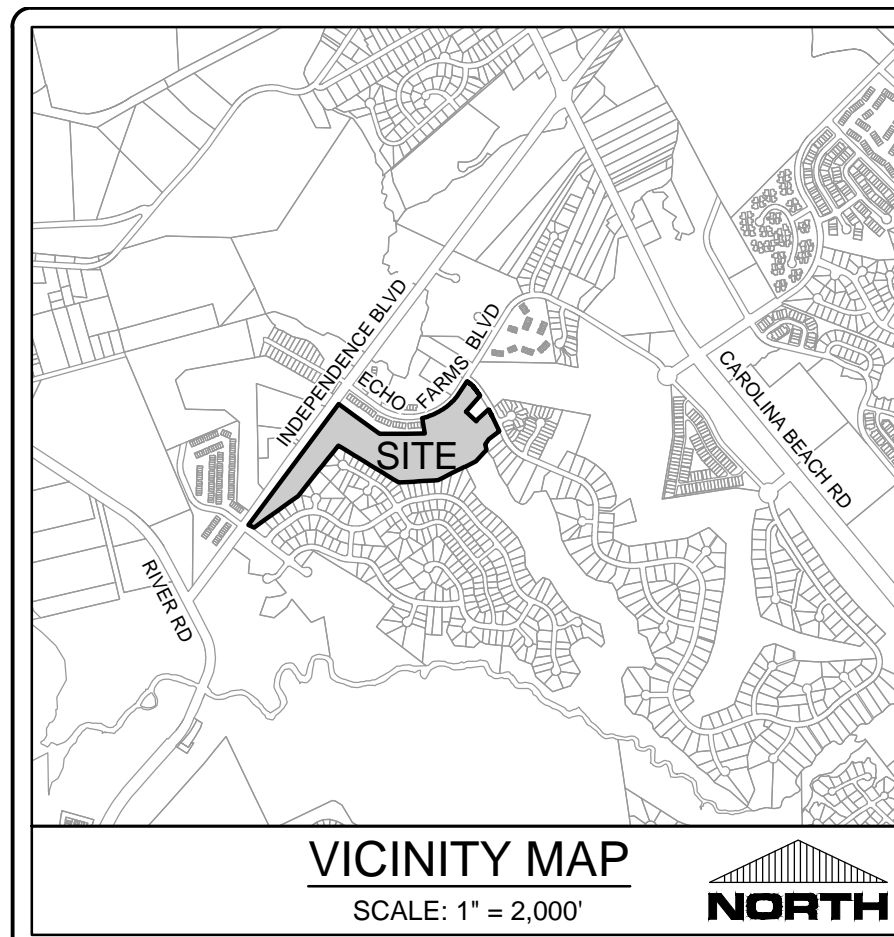 INDEPENDENCE BLVD
ECHO FARMS BLVD
CAROLINA BEACH RD
SITE
RIVER RD
VICINITY MAP
SCALE: 1" = 2,000'
NORTH